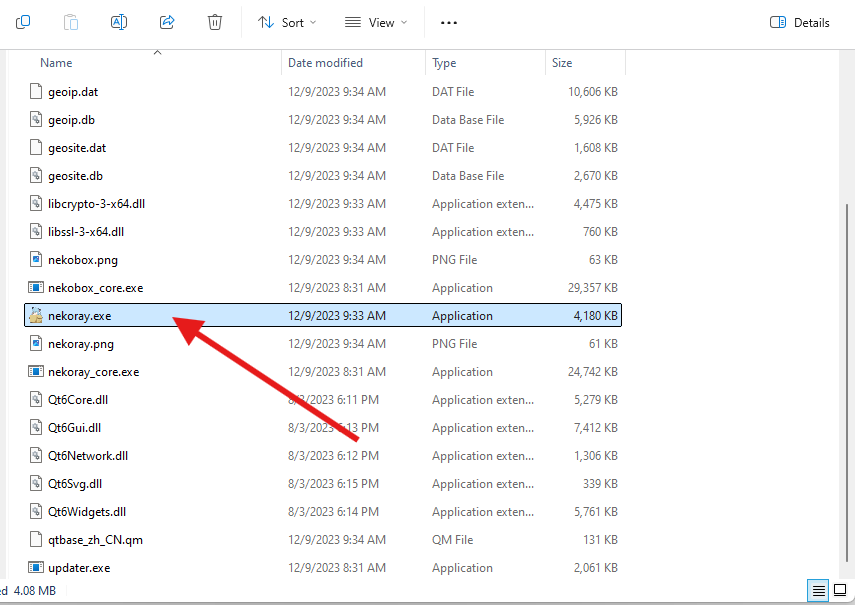 Sort View ... Details
Name Date modified Type Size
geoip.dat 12/9/2023 9:34 AM DAT File 10,606 KB
geoip.db 12/9/2023 9:34 AM Data Base File 5,926 KB
geosite.dat 12/9/2023 9:34 AM DAT File 1,608 KB
geosite.db 12/9/2023 9:34 AM Data Base File 2,670 KB
libcrypto-3-x64.dll 12/9/2023 9:33 AM Application exten... 4,475 KB
libssl-3-x64.dll 12/9/2023 9:33 AM Application exten... 760 KB
nekobox.png 12/9/2023 9:34 AM PNG File 63 KB
nekobox_core.exe 12/9/2023 8:31 AM Application 29,357 KB
nekoray.exe 12/9/2023 9:33 AM Application 4,180 KB
nekoray.png 12/9/2023 9:34 AM PNG File 61 KB
nekoray_core.exe 12/9/2023 8:31 AM Application 24,742 KB
Qt6Core.dll 8/3/2023 6:11 PM Application exten... 5,279 KB
Qt6Gui.dll 8/3/2023 6:13 PM Application exten... 7,412 KB
Qt6Network.dll 8/3/2023 6:12 PM Application exten... 1,306 KB
Qt6Svg.dll 8/3/2023 6:15 PM Application exten... 339 KB
Qt6Widgets.dll 8/3/2023 6:14 PM Application exten... 5,761 KB
qtbase_zh_CN.qm 12/9/2023 9:34 AM QM File 131 KB
updater.exe 12/9/2023 8:31 AM Application 2,061 KB
4.08 MB